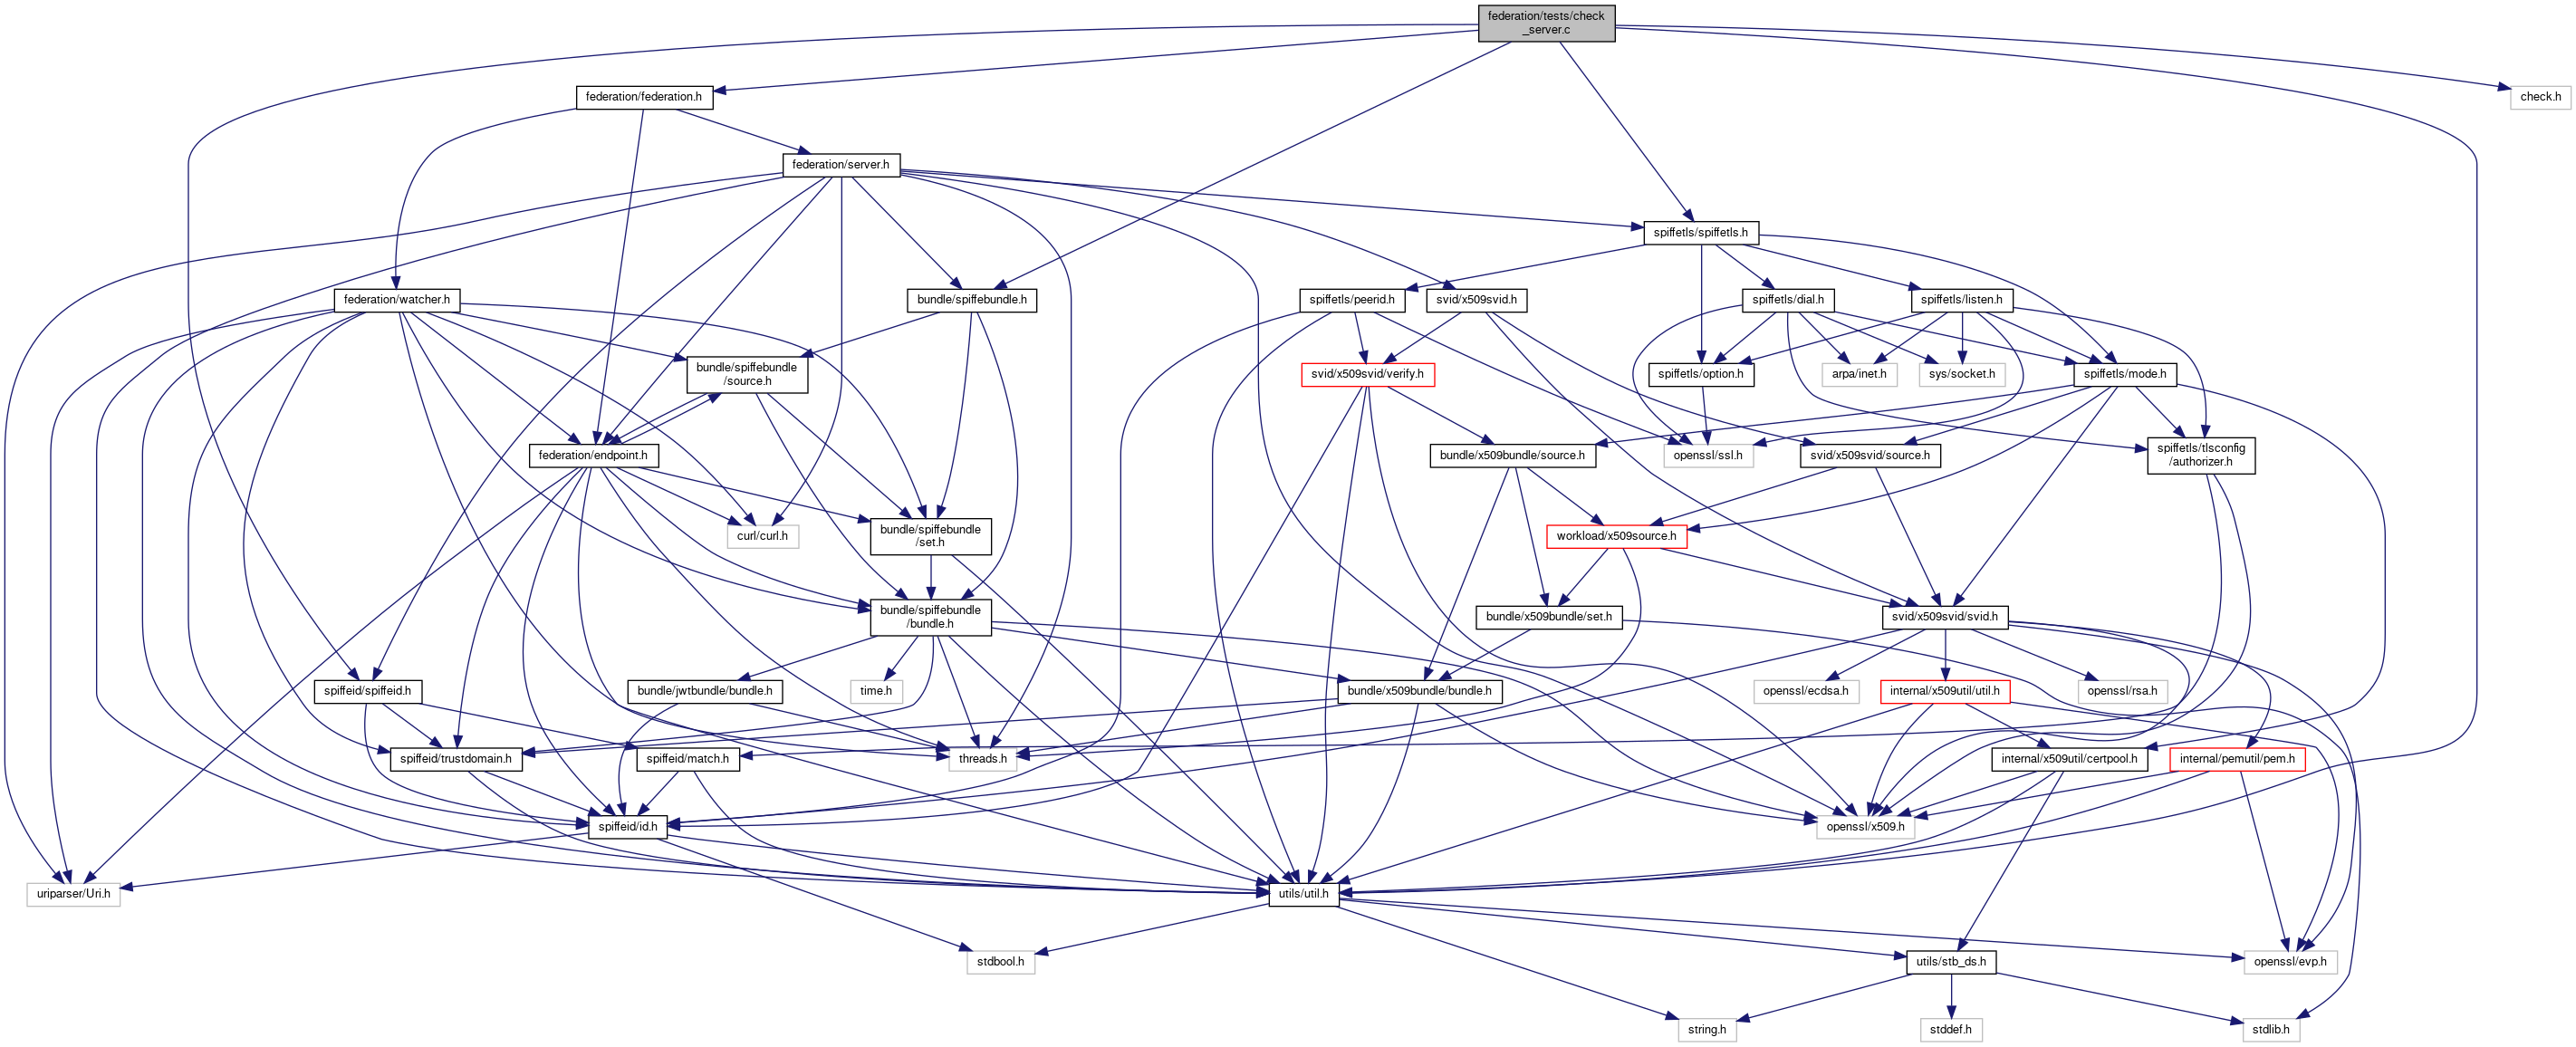 federation/tests/check
_server.c
federation/federation.h
check.h
federation/server.h
spiffetls/spiffetls.h
federation/watcher.h
bundle/spiffebundle.h
spiffetls/peerid.h
svid/x509svid.h
spiffetls/dial.h
spiffetls/listen.h
bundle/spiffebundle
/source.h
svid/x509svid/verify.h
spiffetls/option.h
arpa/inet.h
sys/socket.h
spiffetls/mode.h
federation/endpoint.h
bundle/x509bundle/source.h
openssl/ssl.h
svid/x509svid/source.h
spiffetls/tlsconfig
/authorizer.h
curl/curl.h
bundle/spiffebundle
/set.h
workload/x509source.h
bundle/spiffebundle
/bundle.h
bundle/x509bundle/set.h
svid/x509svid/svid.h
spiffeid/spiffeid.h
bundle/jwtbundle/bundle.h
time.h
bundle/x509bundle/bundle.h
openssl/ecdsa.h
internal/x509util/util.h
openssl/rsa.h
spiffeid/trustdomain.h
spiffeid/match.h
threads.h
internal/x509util/certpool.h
internal/pemutil/pem.h
spiffeid/id.h
openssl/x509.h
uriparser/Uri.h
utils/util.h
stdbool.h
utils/stb_ds.h
openssl/evp.h
string.h
stddef.h
stdlib.h